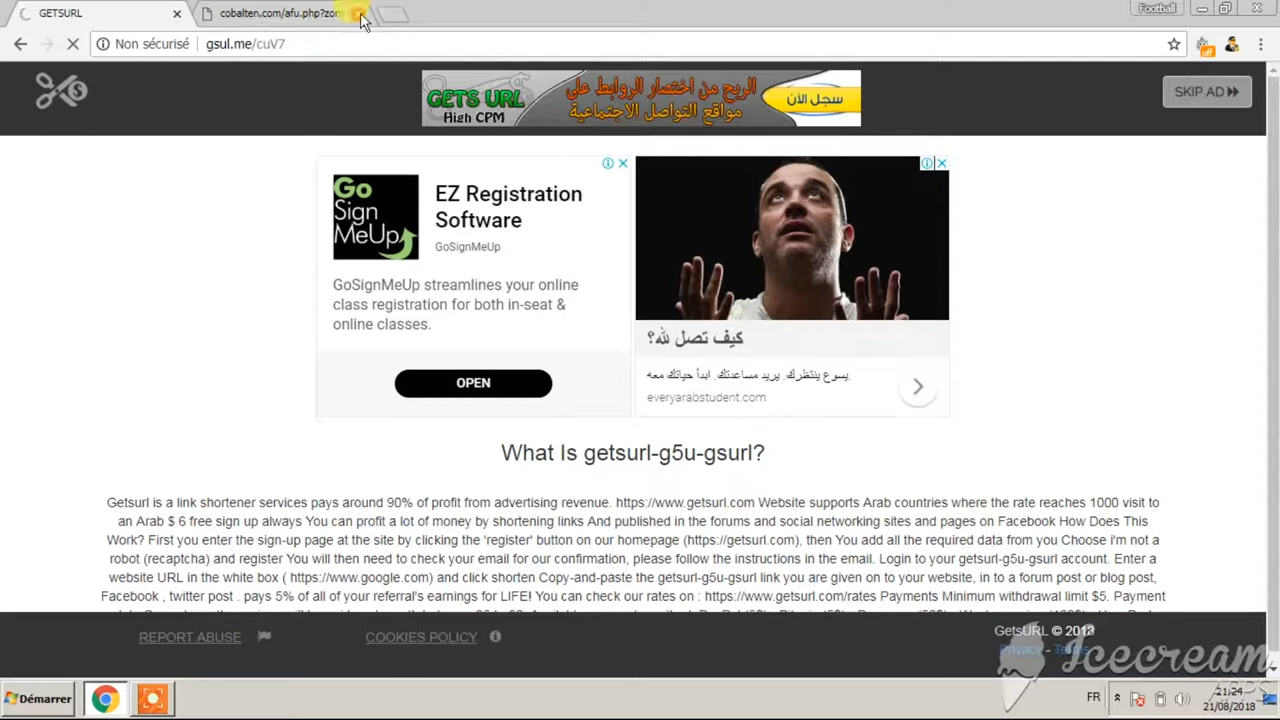 GETSURL
cobalten.com/afu.php?zon
Football
Non sécurisé
gsul.me/cuV7
off
GETS URL
High CPM
الربح من اختصار الروابط على
مواقع التواصل الاجتماعية
سجل الأن
SKIP AD
Go
Sign
MeUp
EZ Registration
Software
GoSignMeUp
GoSignMeUp streamlines your online
class registration for both in-seat &
online classes.
OPEN
كيف تصل لله؟
يسوع ينتظرك. يريد مساعدتك. ابدأ حياتك معه.
everyarabstudent.com
What Is getsurl-g5u-gsurl?
Getsurl is a link shortener services pays around 90% of profit from advertising revenue. https://www.getsurl.com Website supports Arab countries where the rate reaches 1000 visit to
an Arab $ 6 free sign up always You can profit a lot of money by shortening links And published in the forums and social networking sites and pages on Facebook How Does This
Work? First you enter the sign-up page at the site by clicking the 'register' button on our homepage (https://getsurl.com), then You add all the required data from you Choose i'm not a
robot (recaptcha) and register You will then need to check your email for our confirmation, please follow the instructions in the email. Login to your getsurl-g5u-gsurl account. Enter a
website URL in the white box ( https://www.google.com) and click shorten Copy-and-paste the getsurl-g5u-gsurl link you are given on to your website, in to a forum post or blog post,
Facebook , twitter post . pays 5% of all of your referral's earnings for LIFE! You can check our rates on : https://www.getsurl.com/rates Payments Minimum withdrawal limit $5. Payment
REPORT ABUSE
COOKIES POLICY
GetsURL © 2018
Privacy - Terms
Icecream
APPS
Démarrer
FR
21:24
21/08/2018